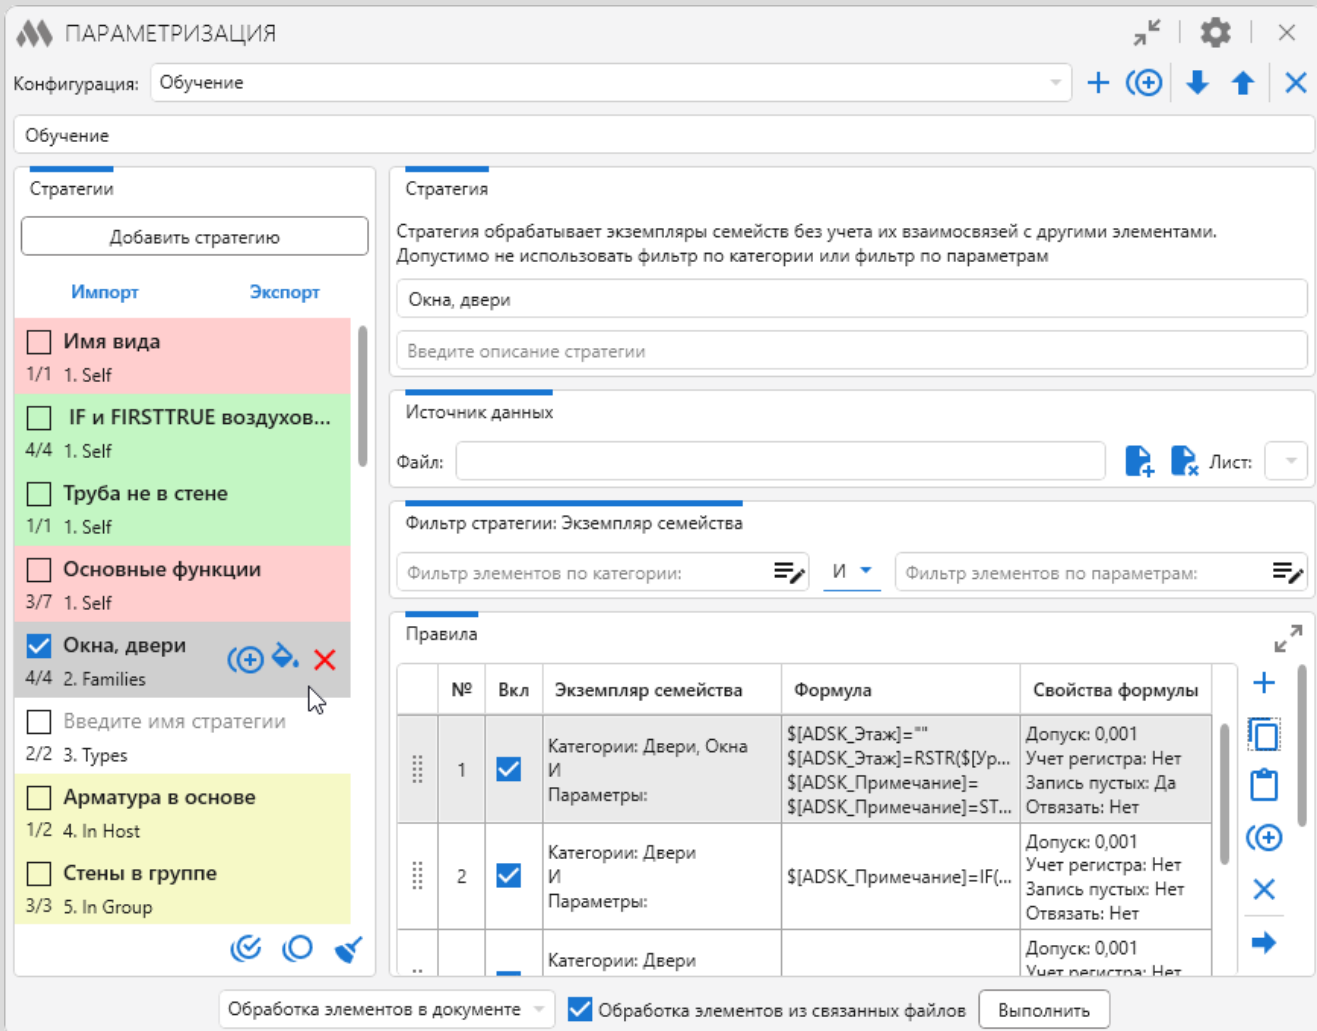 ПАРАМЕТРИЗАЦИЯ
Конфигурация: Обучение
Обучение
Стратегии
Добавить стратегию
Импорт Экспорт
Имя вида
1/1 1. Self
IF и FIRSTTRUE воздухов...
4/4 1. Self
Труба не в стене
1/1 1. Self
Основные функции
3/7 1. Self
Окна, двери
4/4 2. Families
Введите имя стратегии
2/2 3. Types
Арматура в основе
1/2 4. In Host
Стены в группе
3/3 5. In Group
Стратегия
Стратегия обрабатывает экземпляры семейств без учета их взаимосвязей с другими элементами.
Допустимо не использовать фильтр по категории или фильтр по параметрам
Окна, двери
Введите описание стратегии
Источник данных
Файл: Лист:
Фильтр стратегии: Экземпляр семейства
Фильтр элементов по категории: И Фильтр элементов по параметрам:
Правила
№ Вкл Экземпляр семейства Формула Свойства формулы
1
Категории: Двери, Окна
И
Параметры:
$[ADSK_Этаж]=""
$[ADSK_Этаж]=RSTR($[Ур...
$[ADSK_Примечание]=
$[ADSK_Примечание]=ST...
Допуск: 0,001
Учет регистра: Нет
Запись пустых: Да
Отвязать: Нет
2
Категории: Двери
И
Параметры:
$[ADSK_Примечание]=IF(...
Допуск: 0,001
Учет регистра: Нет
Запись пустых: Нет
Отвязать: Нет
Категории: Двери
Допуск: 0,001
Учет регистра: Нет
Обработка элементов в документе Обработка элементов из связанных файлов Выполнить